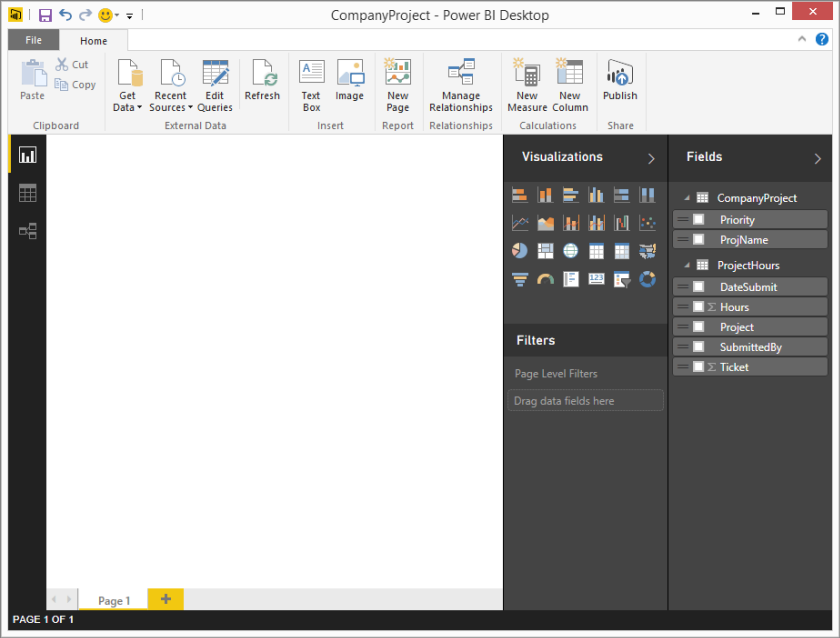 CompanyProject - Power BI Desktop
File
Home
Paste
Cut
Copy
Clipboard
Get
Data
Recent
Sources
Edit
Queries
Refresh
External Data
Text
Box
Image
Insert
New
Page
Report
Manage
Relationships
Relationships
New
Measure
New
Column
Calculations
Publish
Share
Visualizations
Fields
123
CompanyProject
Priority
ProjName
ProjectHours
DateSubmit
Σ Hours
Project
SubmittedBy
Σ Ticket
Filters
Page Level Filters
Drag data fields here
Page 1
+
PAGE 1 OF 1